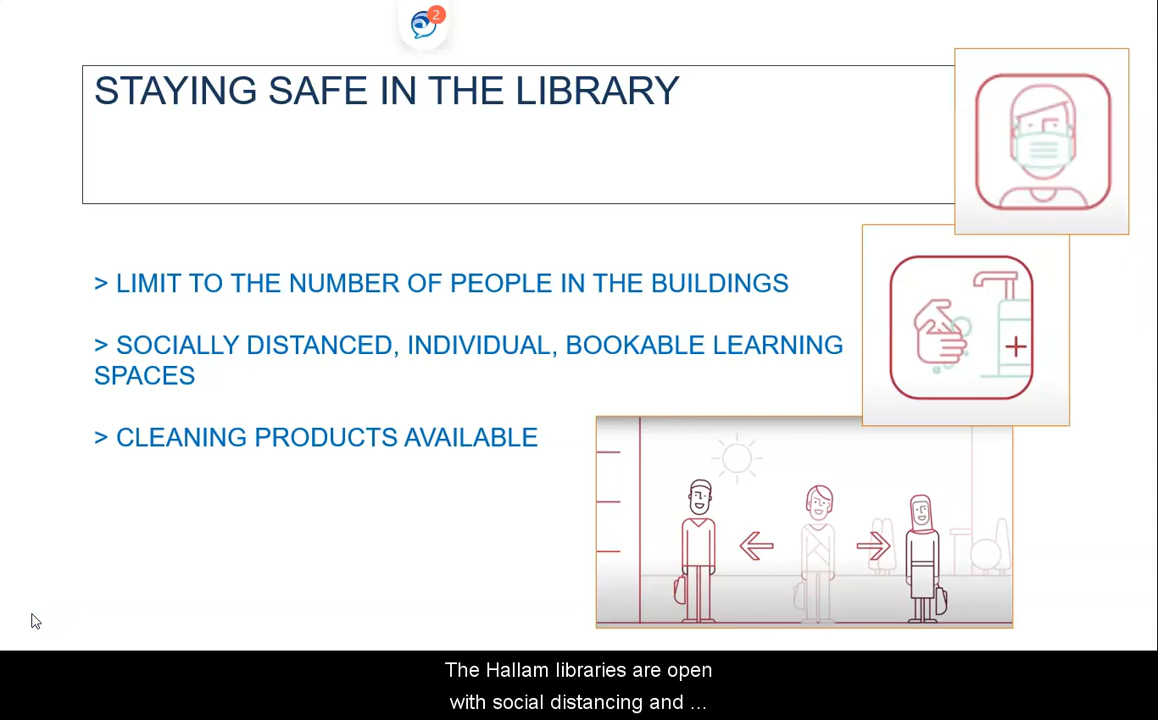 2
STAYING SAFE IN THE LIBRARY
> LIMIT TO THE NUMBER OF PEOPLE IN THE BUILDINGS
> SOCIALLY DISTANCED, INDIVIDUAL, BOOKABLE LEARNING
SPACES
> CLEANING PRODUCTS AVAILABLE
The Hallam libraries are open
with social distancing and ...